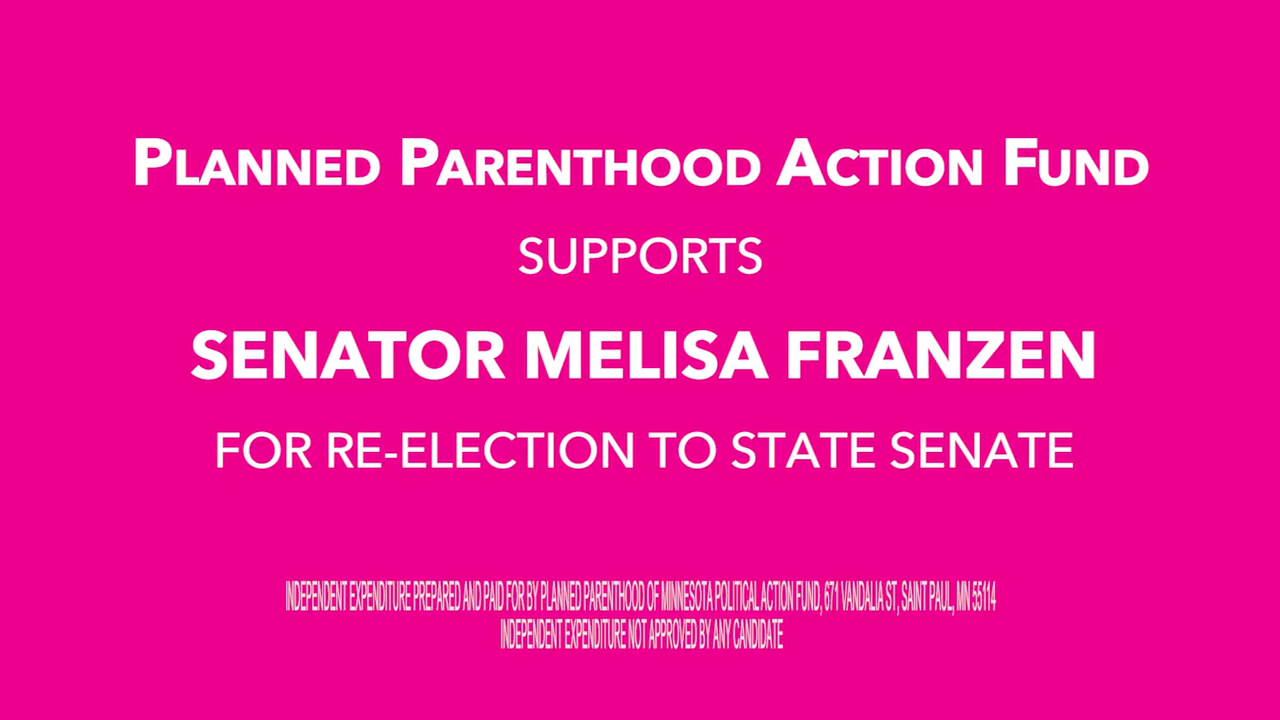 Planned Parenthood Action Fund
SUPPORTS
SENATOR MELISA FRANZEN
FOR RE-ELECTION TO STATE SENATE
INDEPENDENT EXPENDITURE PREPARED AND PAID FOR BY PLANNED PARENTHOOD OF MINNESOTA POLITICAL ACTION FUND, 671 VANDALIA ST, SAINT PAUL, MN 55114
INDEPENDENT EXPENDITURE NOT APPROVED BY ANY CANDIDATE